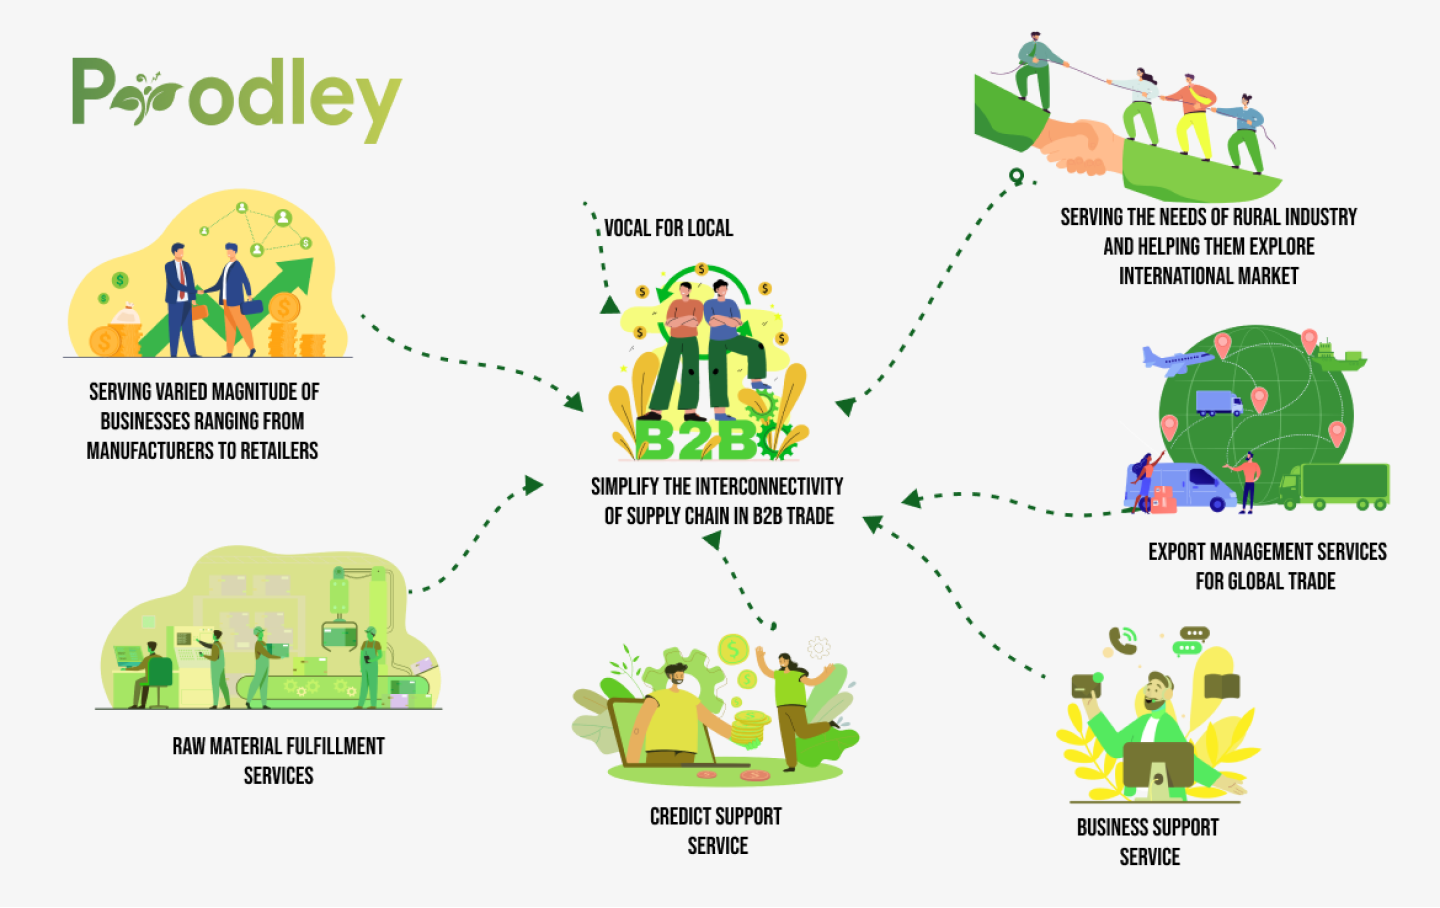 Poodley
VOCAL FOR LOCAL
SERVING THE NEEDS OF RURAL INDUSTRY
AND HELPING THEM EXPLORE
INTERNATIONAL MARKET
SERVING VARIED MAGNITUDE OF
BUSINESSES RANGING FROM
MANUFACTURERS TO RETAILERS
B2B
SIMPLIFY THE INTERCONNECTIVITY
OF SUPPLY CHAIN IN B2B TRADE
EXPORT MANAGEMENT SERVICES
FOR GLOBAL TRADE
RAW MATERIAL FULFILLMENT
SERVICES
CREDICT SUPPORT
SERVICE
BUSINESS SUPPORT
SERVICE